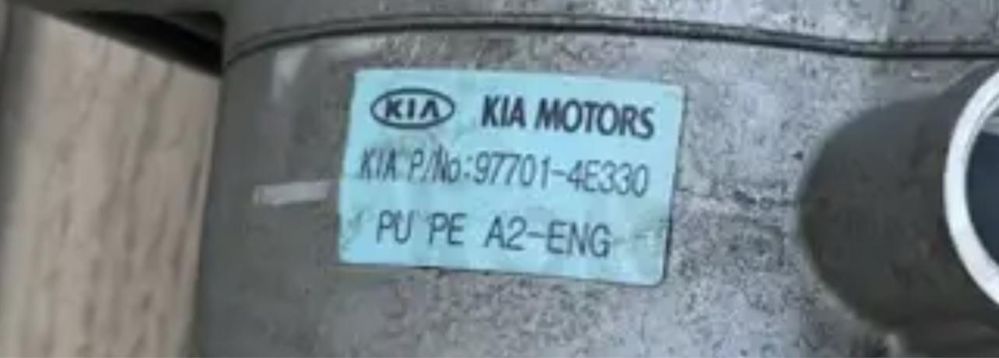 KIA KIA MOTORS
KIA P/No:97701-4E330
PU PE A2-ENG